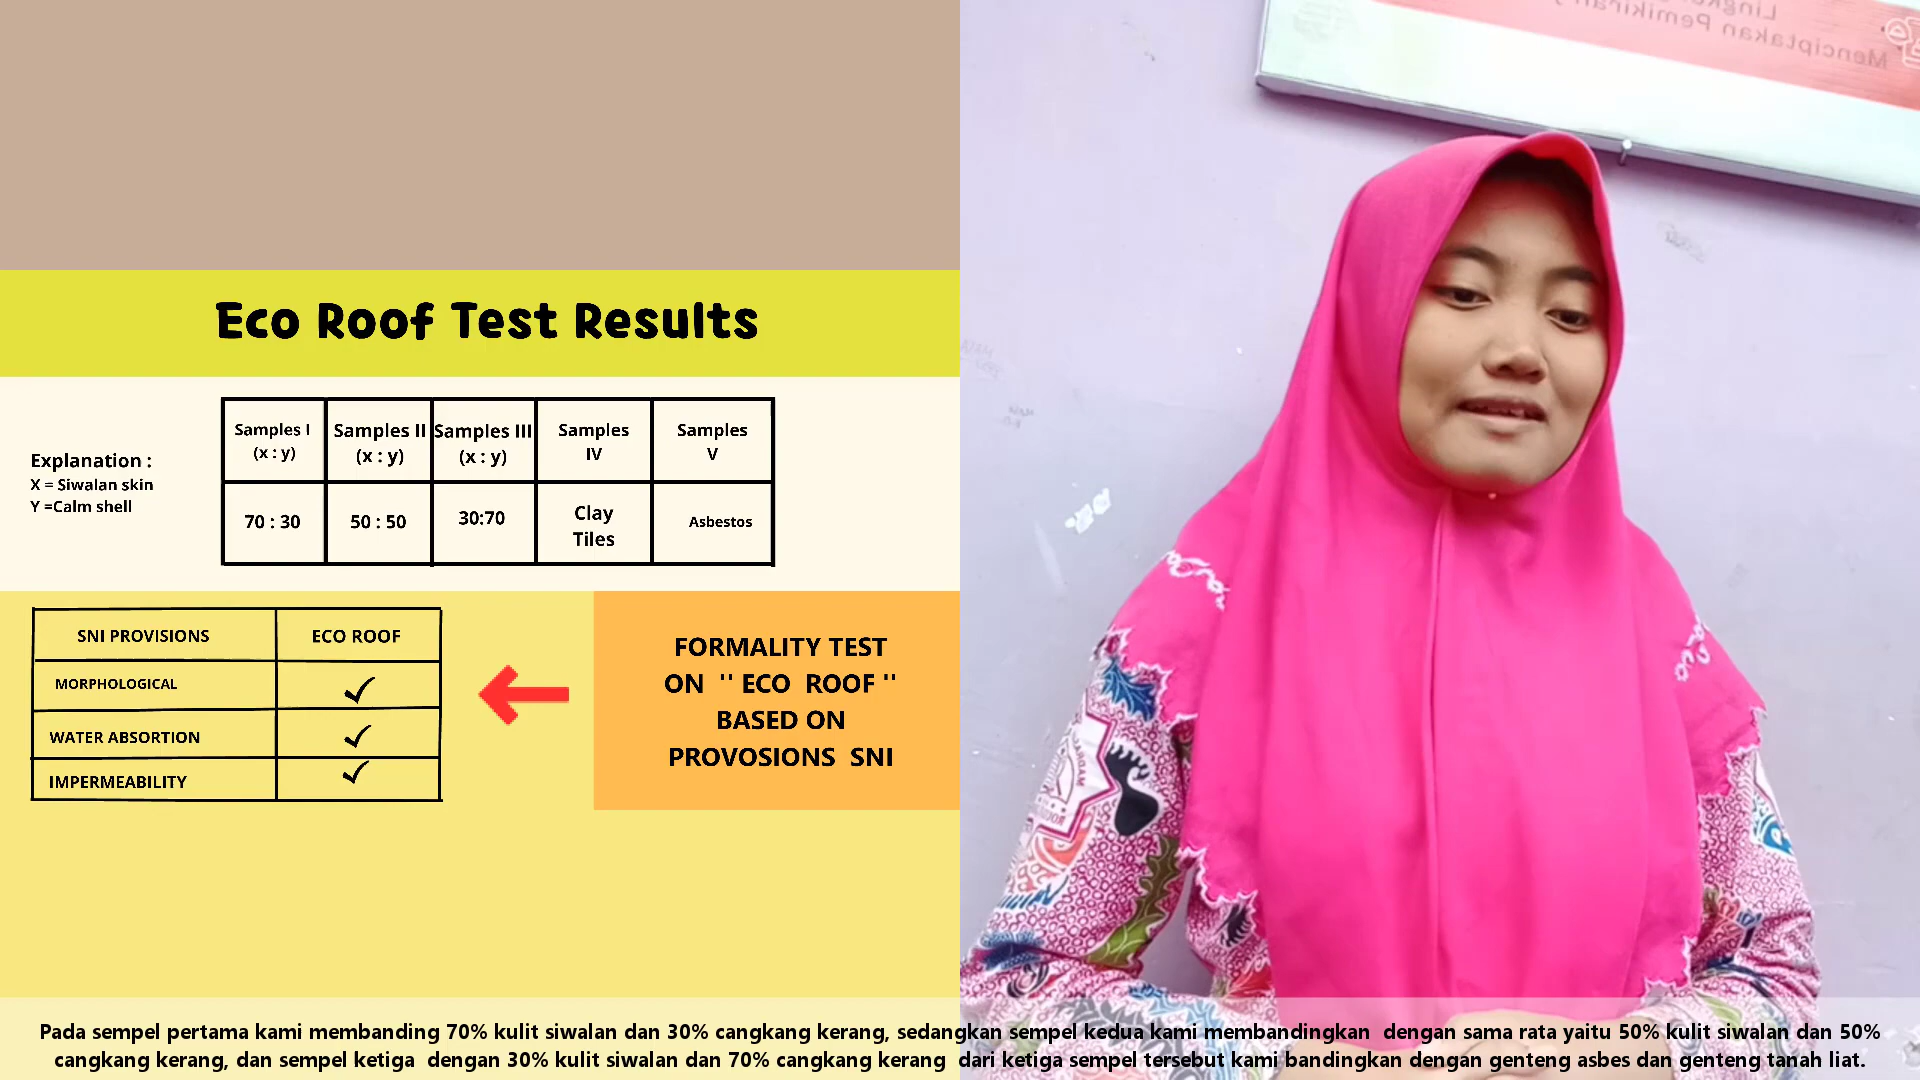 Lingk
Menciptakan Pemikiran
Eco Roof Test Results
Explanation :
X = Siwalan skin
Y =Calm shell
Samples I
(x : y)
Samples II
(x : y)
Samples III
(x : y)
Samples
IV
Samples
V
70 : 30
50 : 50
30:70
Clay
Tiles
Asbestos
SNI PROVISIONS
ECO ROOF
MORPHOLOGICAL
WATER ABSORTION
IMPERMEABILITY
FORMALITY TEST
ON '' ECO ROOF ''
BASED ON
PROVOSIONS SNI
Pada sempel pertama kami membanding 70% kulit siwalan dan 30% cangkang kerang, sedangkan sempel kedua kami membandingkan dengan sama rata yaitu 50% kulit siwalan dan 50%
cangkang kerang, dan sempel ketiga dengan 30% kulit siwalan dan 70% cangkang kerang dari ketiga sempel tersebut kami bandingkan dengan genteng asbes dan genteng tanah liat.